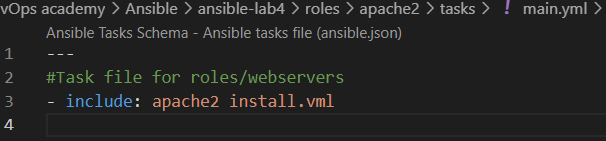 vOps academy > Ansible > ansible-lab4 > roles > apache2 > tasks > ! main.yml >
Ansible Tasks Schema - Ansible tasks file (ansible.json)
1 ---
2 #Task file for roles/webservers
3 - include: apache2 install.yml
4